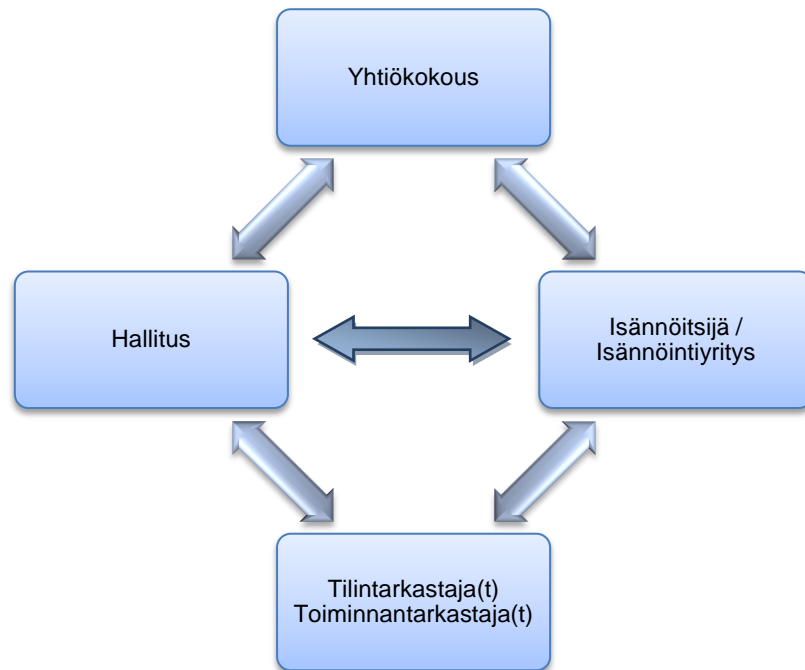 Yhtiökokous
Hallitus
Isännöitsijä /
Isännöintiyritys
Tilintarkastaja(t)
Toiminnantarkastaja(t)